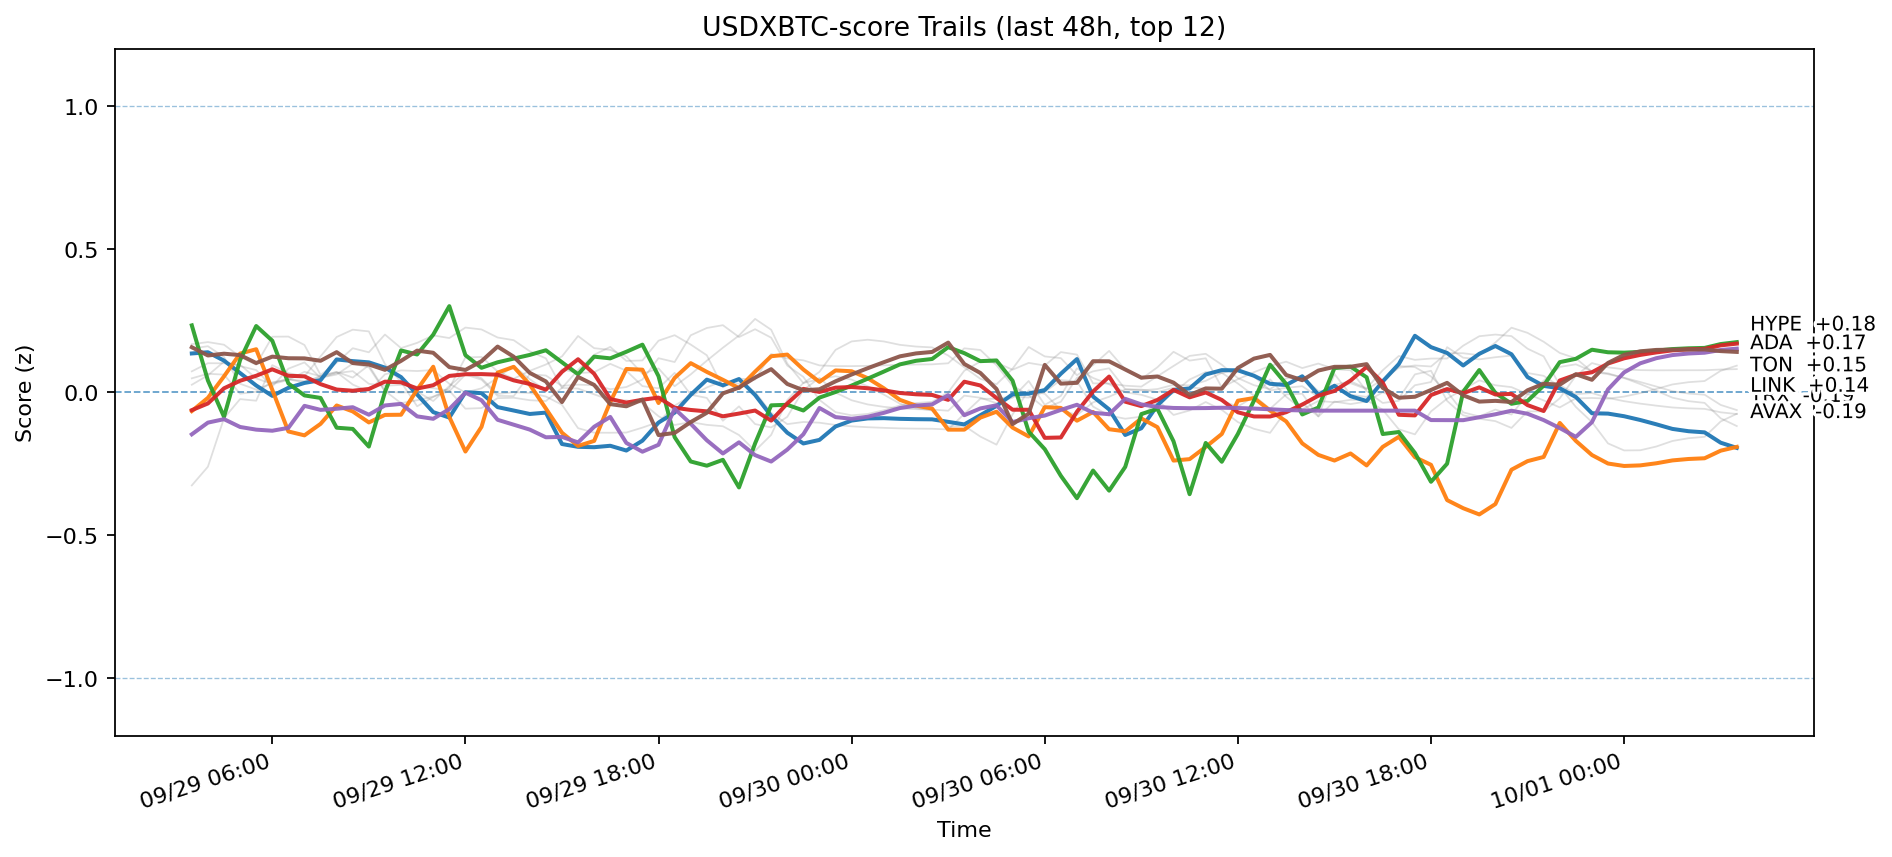 USDXBTC-score Trails (last 48h, top 12)
Score (z)
1.0
0.5
0.0
−0.5
−1.0
HYPE +0.18
ADA +0.17
TON +0.15
LINK +0.14
TRX -0.19
AVAX -0.19
09/29 06:00
09/29 12:00
09/29 18:00
09/30 00:00
09/30 06:00
09/30 12:00
09/30 18:00
10/01 00:00
Time